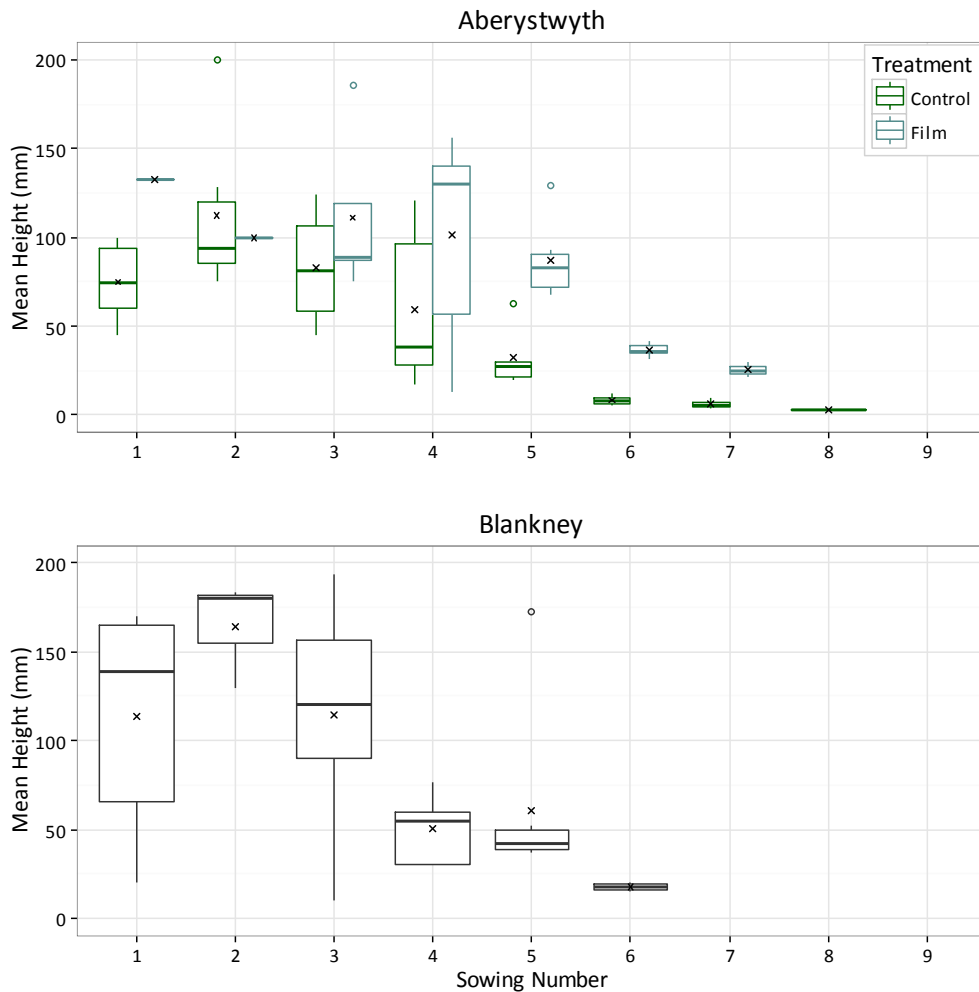 Aberystwyth
Mean Height (mm)
200
150
100
50
0
Treatment
Control
Film
1 2 3 4 5 6 7 8 9
Blankney
Mean Height (mm)
200
150
100
50
0
1 2 3 4 5 6 7 8 9
Sowing Number